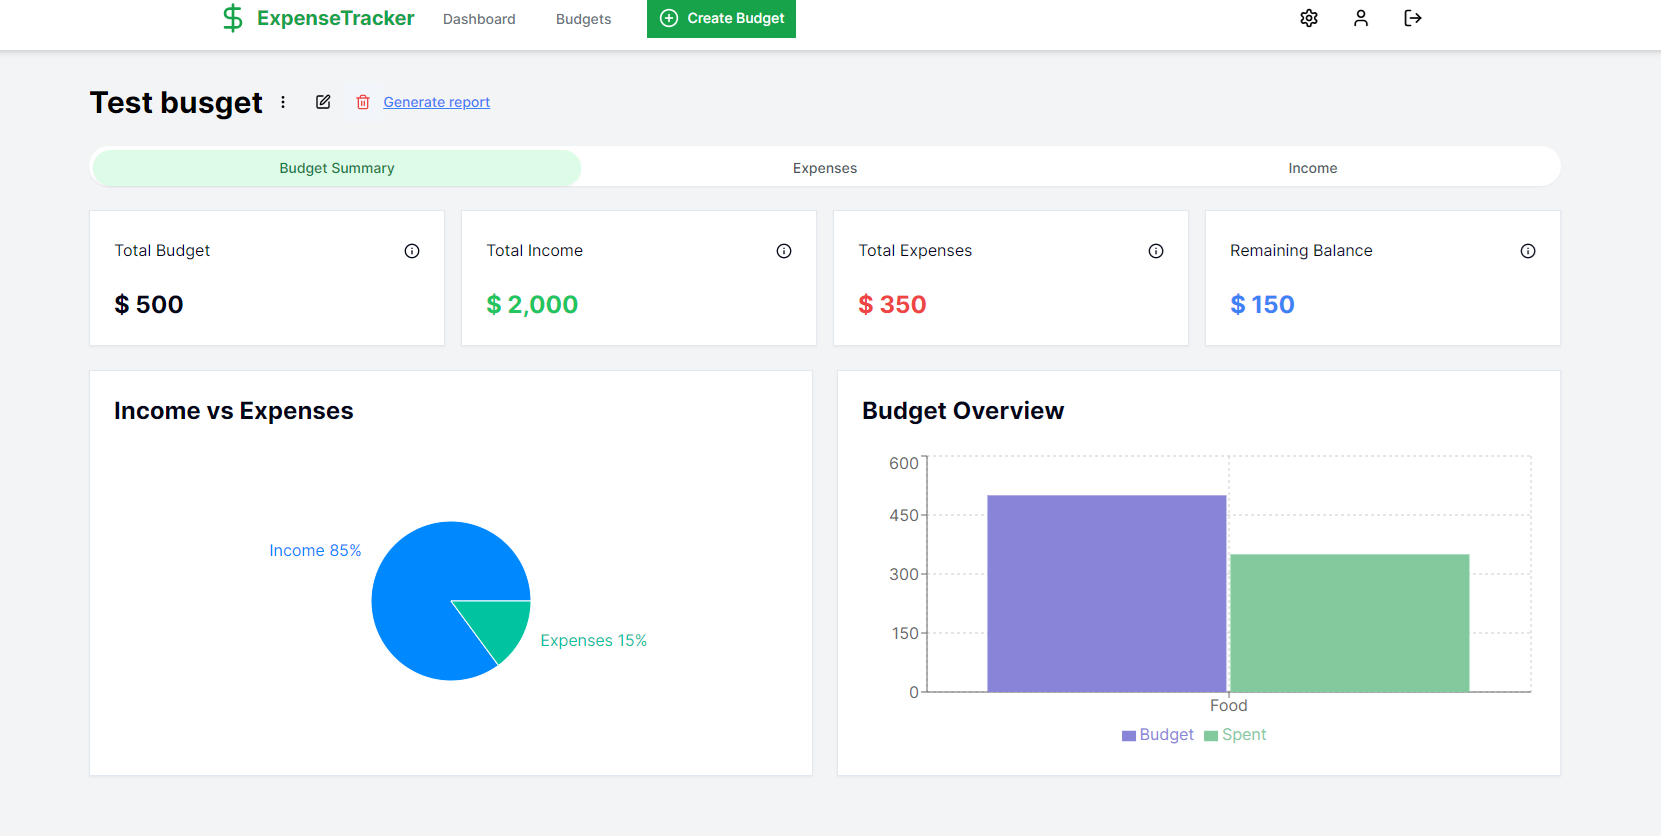 ExpenseTracker Dashboard Budgets Create Budget
Test busget Generate report
Budget Summary Expenses Income
Total Budget Total Income Total Expenses Remaining Balance
$ 500 $ 2,000 $ 350 $ 150
Income vs Expenses
Income 85%
Expenses 15%
Budget Overview
600
450
300
150
0
Food
Budget Spent